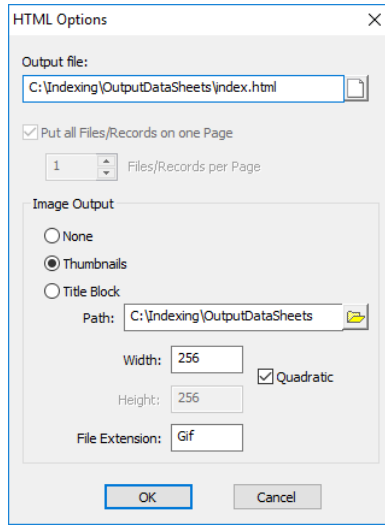 HTML Options
Output file:
C:\Indexing\OutputDataSheets\index.html
Put all Files/Records on one Page
1 Files/Records per Page
Image Output
None
Thumbnails
Title Block
Path: C:\Indexing\OutputDataSheets
Width: 256
Quadratic
Height: 256
File Extension: Gif
OK Cancel